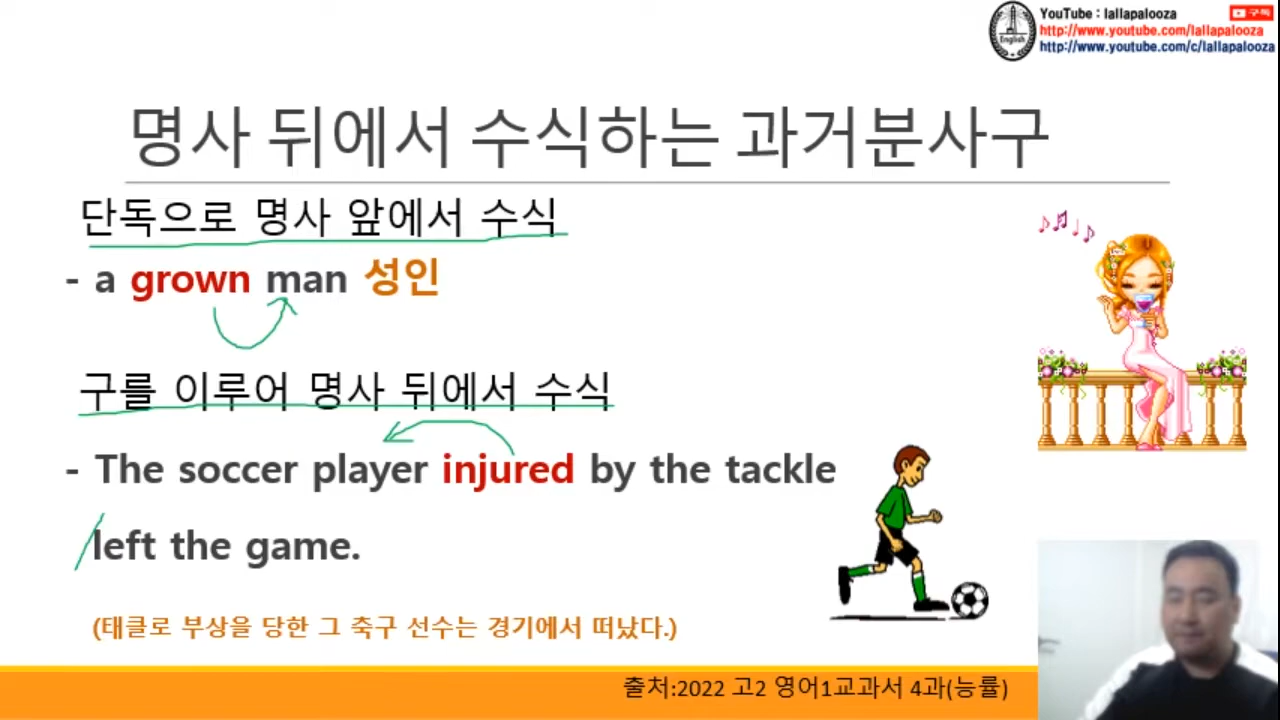 YouTube : lallapalooza
구독
http://www.youtube.com/lallapalooza
http://www.youtube.com/c/lallapalooza
English
명사 뒤에서 수식하는 과거분사구
단독으로 명사 앞에서 수식
- a grown man 성인
구를 이루어 명사 뒤에서 수식
- The soccer player injured by the tackle
left the game.
(태클로 부상을 당한 그 축구 선수는 경기에서 떠났다.)
출처:2022 고2 영어1교과서 4과(능률)